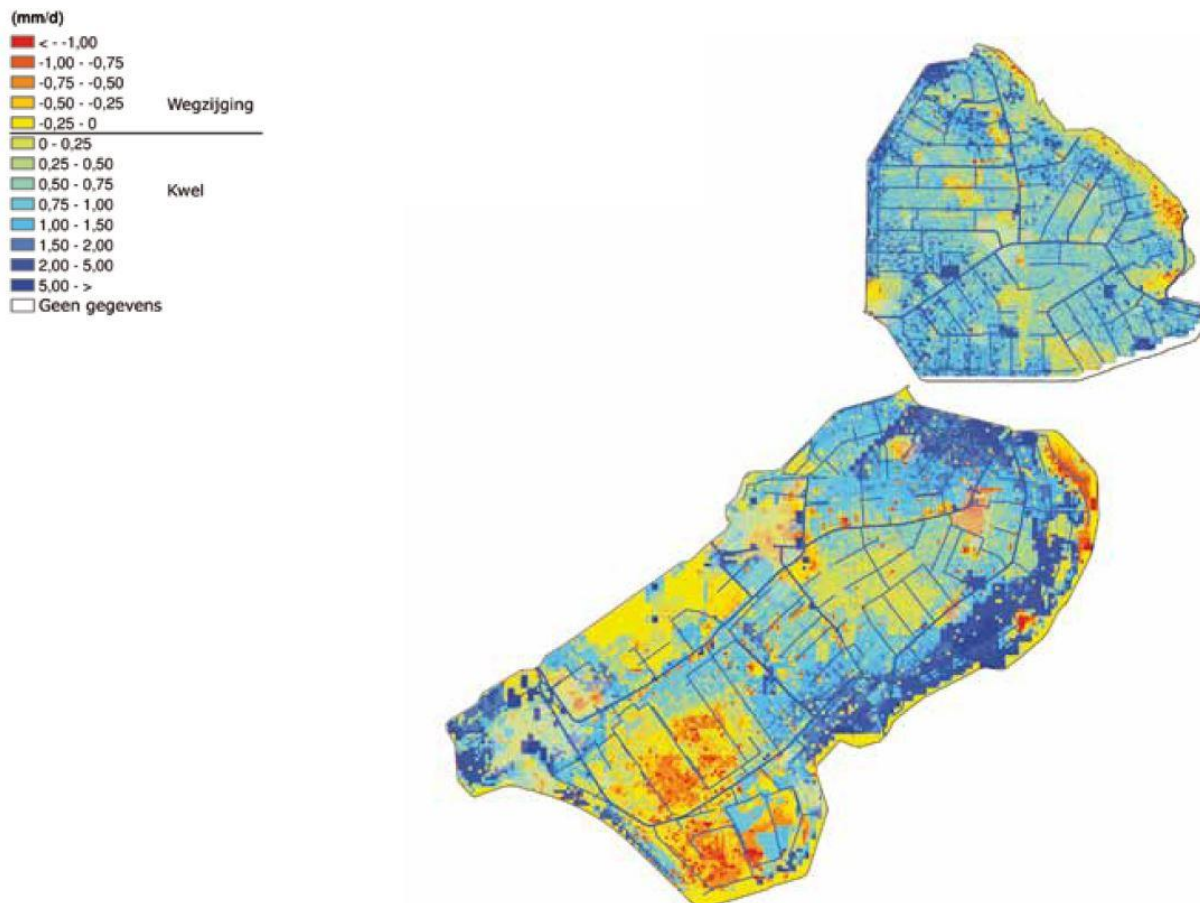 (mm/d)
< - -1,00
-1,00 - -0,75
-0,75 - -0,50
-0,50 - -0,25
Wegzijging
-0,25 - 0
0 - 0,25
0,25 - 0,50
0,50 - 0,75
Kwel
0,75 - 1,00
1,00 - 1,50
1,50 - 2,00
2,00 - 5,00
5,00 - >
Geen gegevens